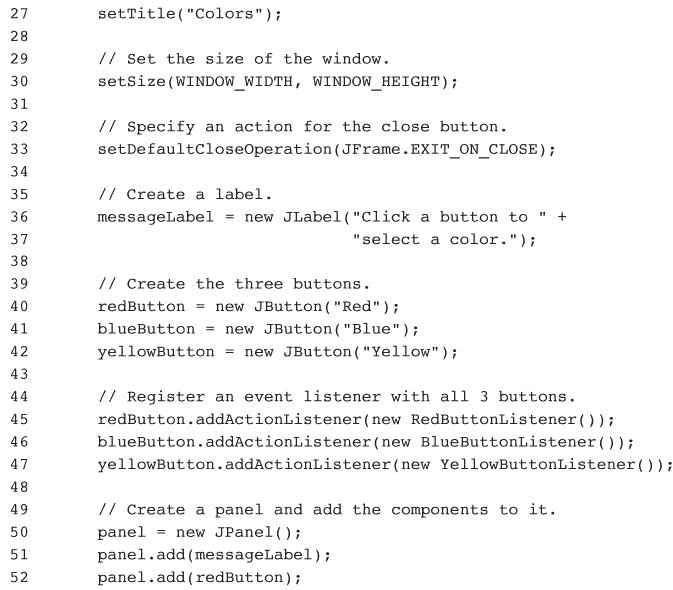 27 setTitle("Colors");
28
29 // Set the size of the window.
30 setSize(WINDOW_WIDTH, WINDOW_HEIGHT);
31
32 // Specify an action for the close button.
33 setDefaultCloseOperation(JFrame.EXIT_ON_CLOSE);
34
35 // Create a label.
36 messageLabel = new JLabel("Click a button to " +
37 "select a color.");
38
39 // Create the three buttons.
40 redButton = new JButton("Red");
41 blueButton = new JButton("Blue");
42 yellowButton = new JButton("Yellow");
43
44 // Register an event listener with all 3 buttons.
45 redButton.addActionListener(new RedButtonListener());
46 blueButton.addActionListener(new BlueButtonListener());
47 yellowButton.addActionListener(new YellowButtonListener());
48
49 // Create a panel and add the components to it.
50 panel = new JPanel();
51 panel.add(messageLabel);
52 panel.add(redButton);